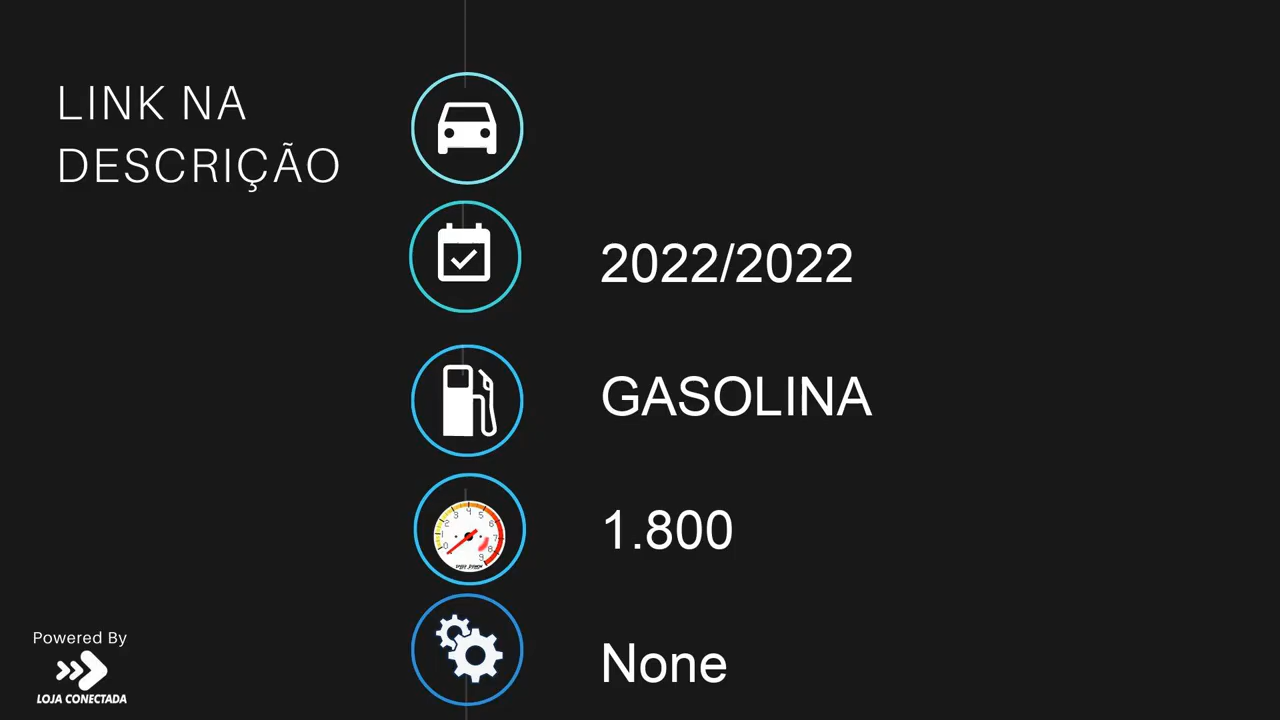 LINK NA
DESCRIÇÃO
2022/2022
GASOLINA
1.800
None
Powered By
LOJA CONECTADA